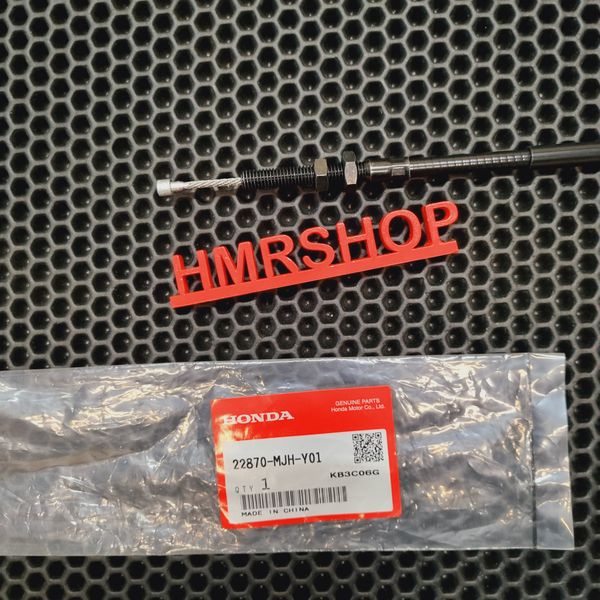 HMRSHOP
HONDA
GENUINE PARTS
Honda Motor Co., Ltd.
22870-MJH-Y01
KB3C06G
QTY 1
MADE IN CHINA